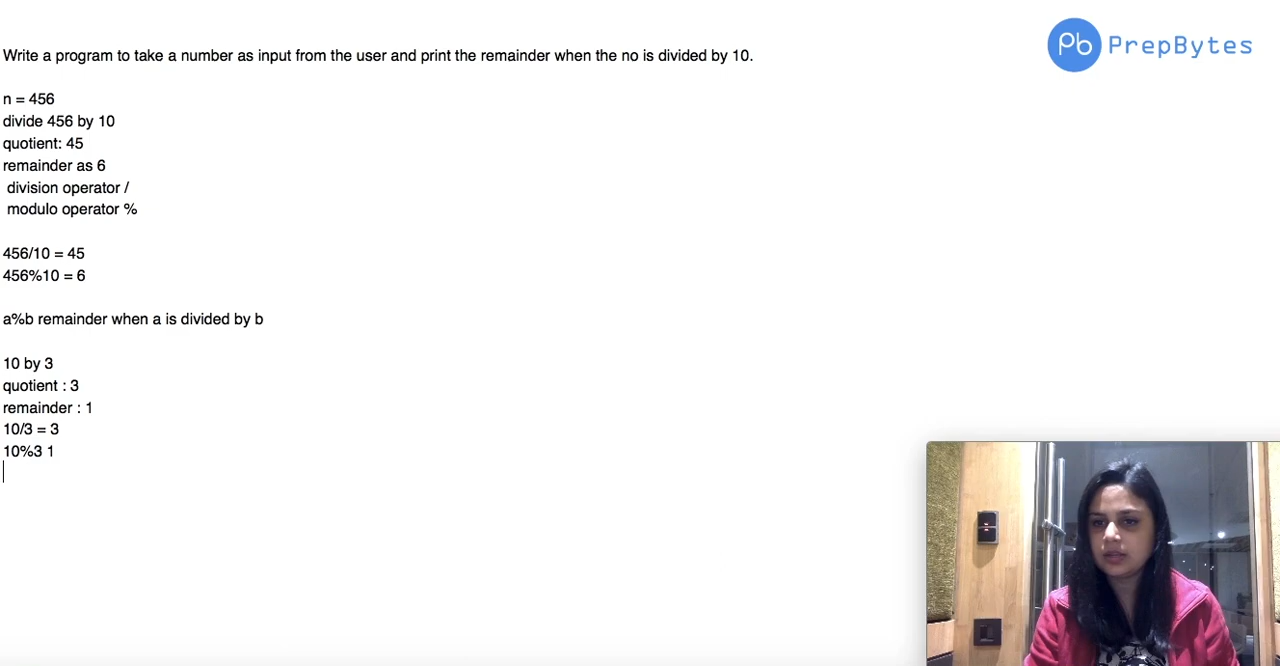 Write a program to take a number as input from the user and print the remainder when the no is divided by 10.
Pb PrepBytes
n = 456
divide 456 by 10
quotient: 45
remainder as 6
division operator /
modulo operator %
456/10 = 45
456%10 = 6
a%b remainder when a is divided by b
10 by 3
quotient : 3
remainder : 1
10/3 = 3
10%3 1